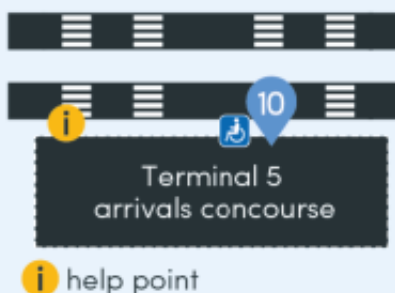 10
i
Terminal 5
arrivals concourse
i help point